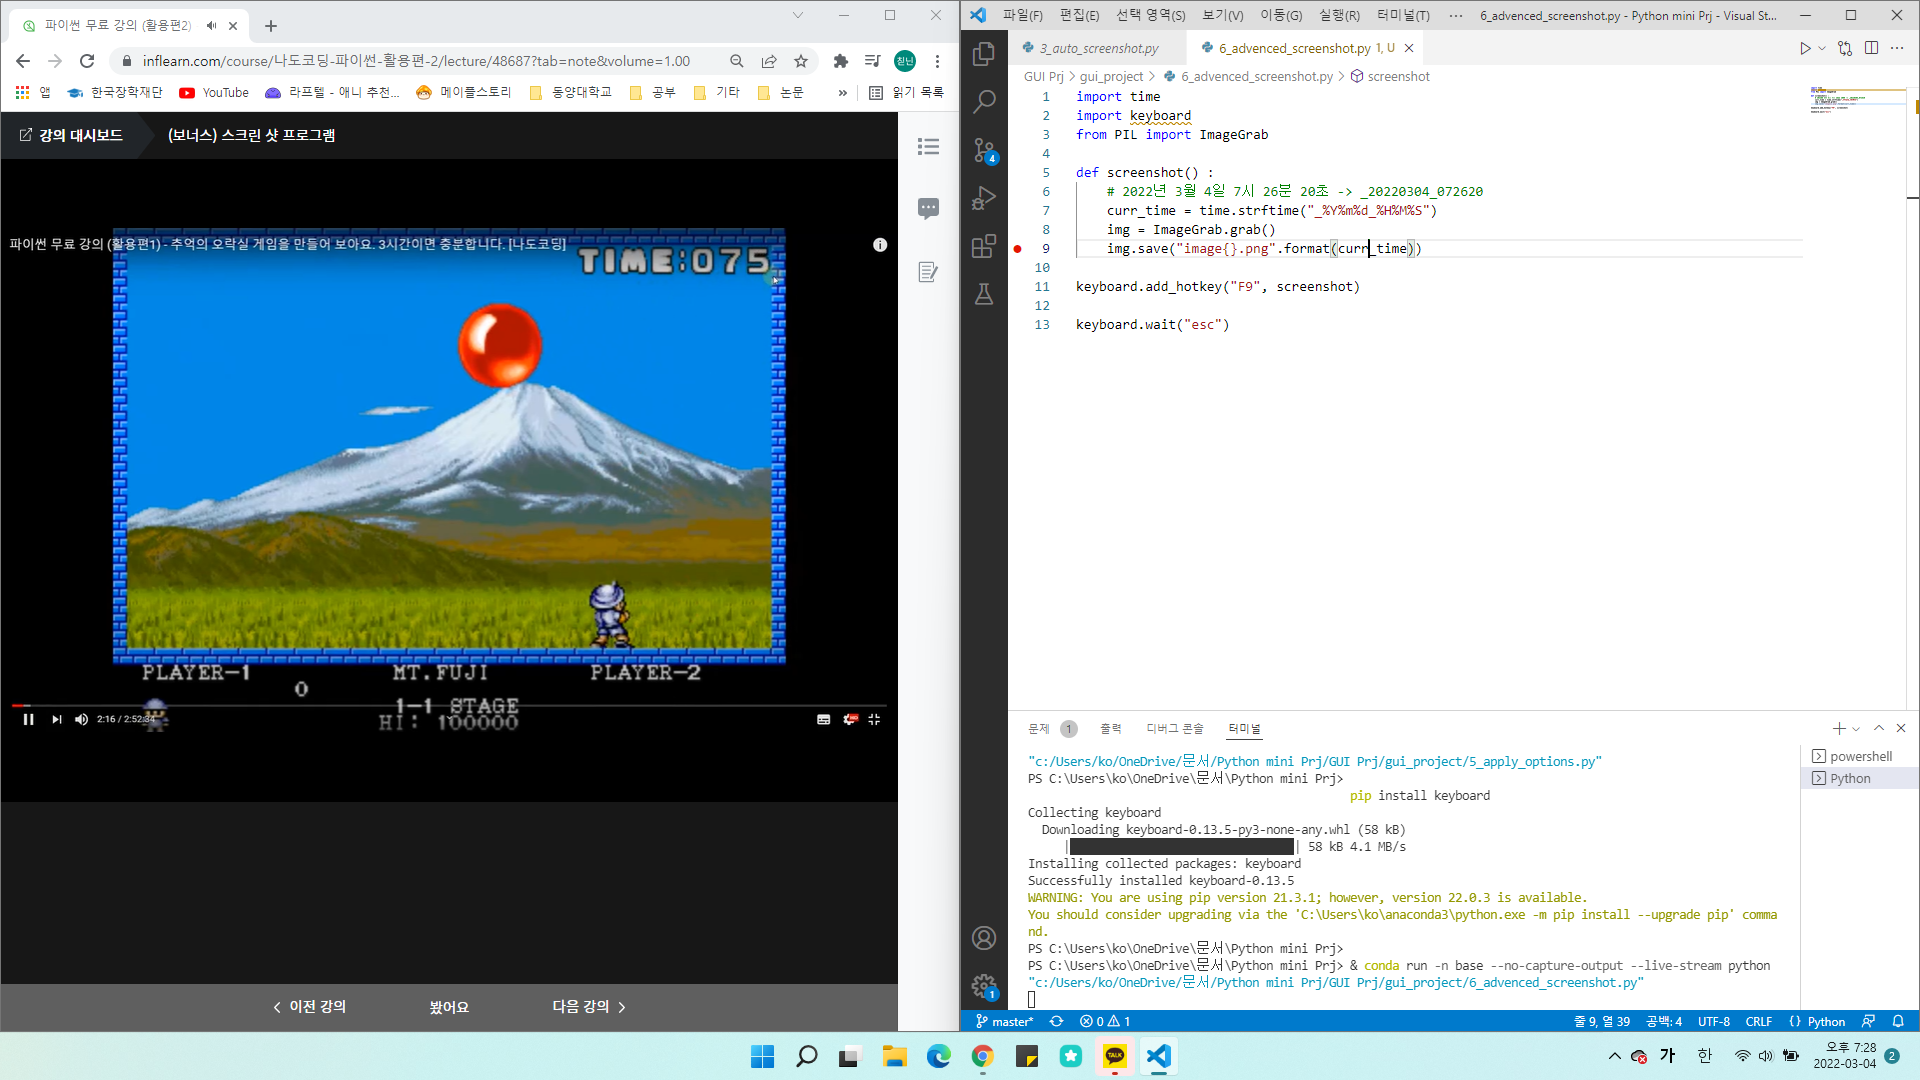 파이썬 무료 강의 (활용편2)
inflearn.com/course/나도코딩-파이썬-활용편-2/lecture/48687?tab=note&volume=1.00
칟닌
앱
한국장학재단
YouTube
라프텔 - 애니 추천...
메이플스토리
동양대학교
공부
기타
논문
»
읽기 목록
강의 대시보드
(보너스) 스크린 샷 프로그램
파이썬 무료 강의 (활용편1) - 추억의 오락실 게임을 만들어 보아요. 3시간이면 충분합니다. [나도코딩]
TIME:075
PLAYER-1
MT.FUJI
PLAYER-2
0
1-1 STAGE
HI: 100000
2:16 / 2:52:34
이전 강의
봤어요
다음 강의
파일(F)
편집(E)
선택 영역(S)
보기(V)
이동(G)
실행(R)
터미널(T)
···
6_advenced_screenshot.py - Python mini Prj - Visual St...
3_auto_screenshot.py
6_advenced_screenshot.py 1, U
GUI Prj > gui_project > 6_advenced_screenshot.py > screenshot
1 import time
2 import keyboard
3 from PIL import ImageGrab
4
5 def screenshot() :
6 # 2022년 3월 4일 7시 26분 20초 -> _20220304_072620
7 curr_time = time.strftime("_%Y%m%d_%H%M%S")
8 img = ImageGrab.grab()
9 img.save("image{}.png".format(curr_time))
10
11 keyboard.add_hotkey("F9", screenshot)
12
13 keyboard.wait("esc")
4
1
문제 1
출력
디버그 콘솔
터미널
powershell
Python
"c:/Users/ko/OneDrive/문서/Python mini Prj/GUI Prj/gui_project/5_apply_options.py"
PS C:\Users\ko\OneDrive\문서\Python mini Prj>
pip install keyboard
Collecting keyboard
Downloading keyboard-0.13.5-py3-none-any.whl (58 kB)
| | 58 kB 4.1 MB/s
Installing collected packages: keyboard
Successfully installed keyboard-0.13.5
WARNING: You are using pip version 21.3.1; however, version 22.0.3 is available.
You should consider upgrading via the 'C:\Users\ko\anaconda3\python.exe -m pip install --upgrade pip' comma
nd.
PS C:\Users\ko\OneDrive\문서\Python mini Prj>
PS C:\Users\ko\OneDrive\문서\Python mini Prj> & conda run -n base --no-capture-output --live-stream python
"c:/Users/ko/OneDrive/문서/Python mini Prj/GUI Prj/gui_project/6_advenced_screenshot.py"
master*
0 1
줄 9, 열 39
공백: 4
UTF-8
CRLF
{} Python
TALK
가
한
오후 7:28
2022-03-04
2